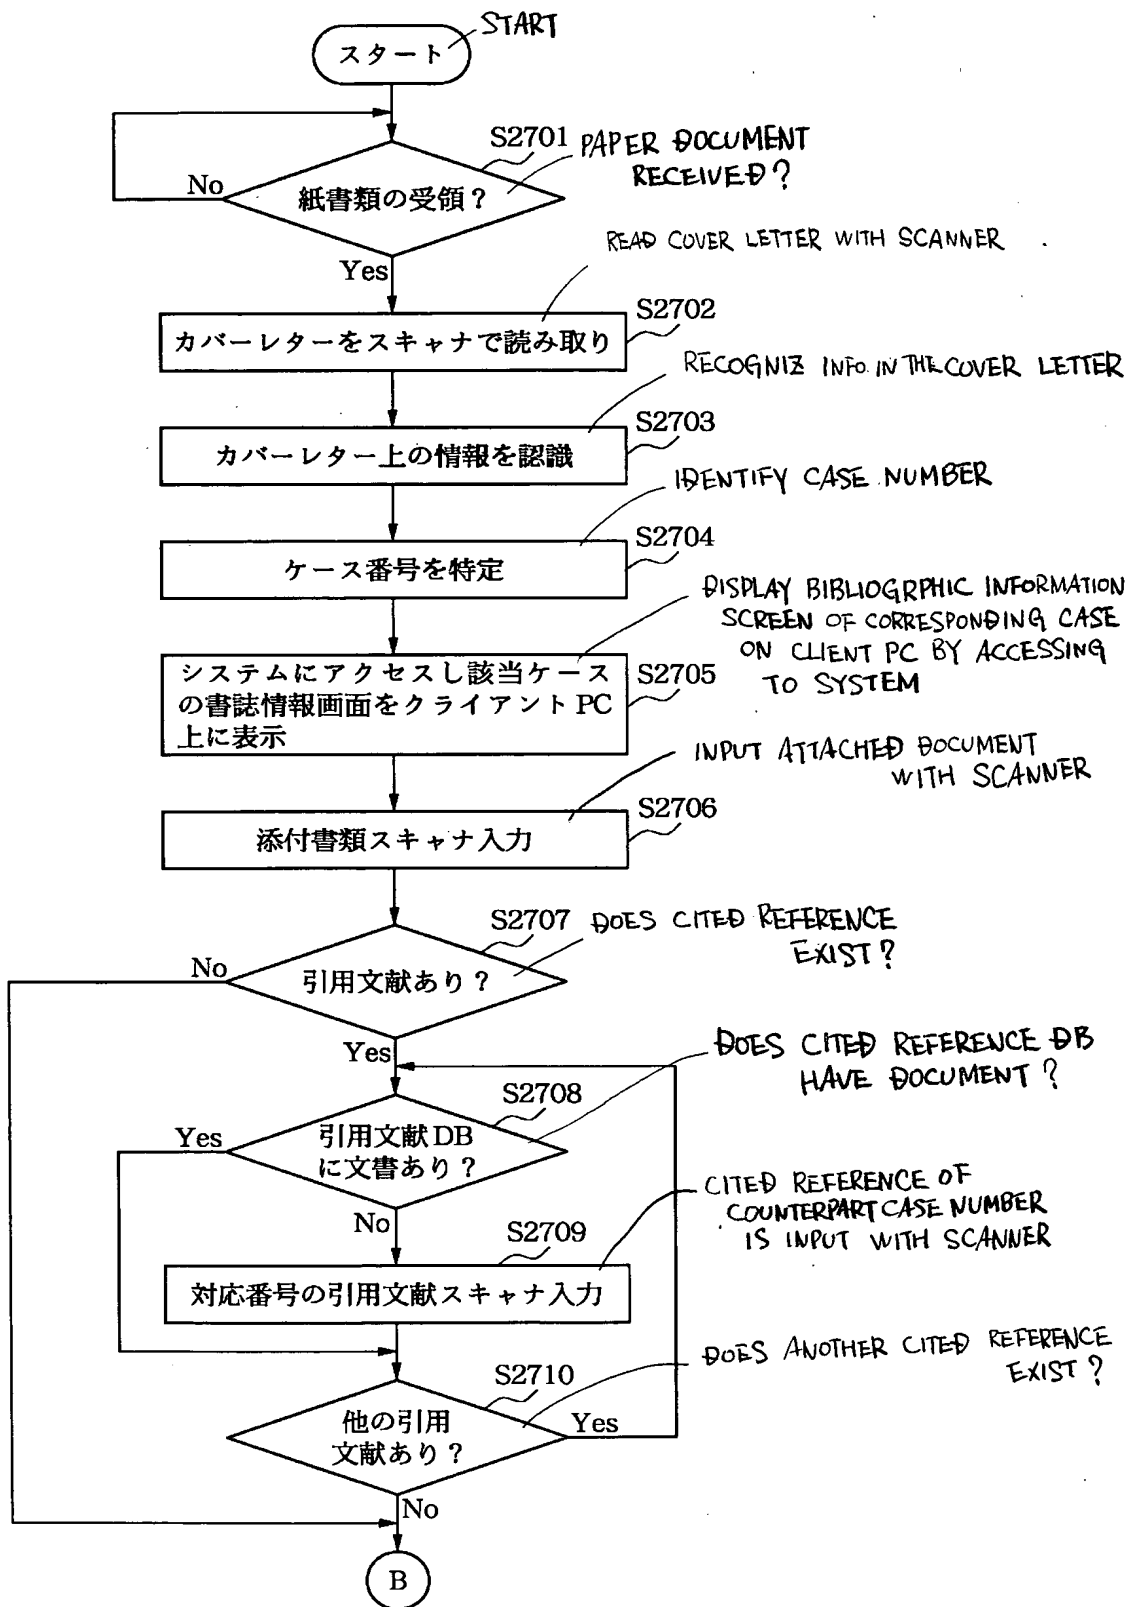 スタート
START
S2701
PAPER DOCUMENT
RECEIVED?
No
紙書類の受領？
Yes
READ COVER LETTER WITH SCANNER
S2702
カバーレターをスキャナで読み取り
RECOGNIZ INFO. IN THE COVER LETTER
S2703
カバーレター上の情報を認識
IDENTIFY CASE NUMBER
S2704
ケース番号を特定
DISPLAY BIBLIOGRPHIC INFORMATION
SCREEN OF CORRESPONDING CASE
ON CLIENT PC BY ACCESSING
TO SYSTEM
S2705
システムにアクセスし該当ケース
の書誌情報画面をクライアントPC
上に表示
INPUT ATTACHED DOCUMENT
WITH SCANNER
S2706
添付書類スキャナ入力
S2707
DOES CITED REFERENCE
EXIST?
No
引用文献あり？
Yes
DOES CITED REFERENCE DB
HAVE DOCUMENT?
S2708
Yes
引用文献DB
に文書あり？
No
CITED REFERENCE OF
COUNTERPART CASE NUMBER
IS INPUT WITH SCANNER
S2709
対応番号の引用文献スキャナ入力
DOES ANOTHER CITED REFERENCE
EXIST?
S2710
他の引用
文献あり？
Yes
No
B